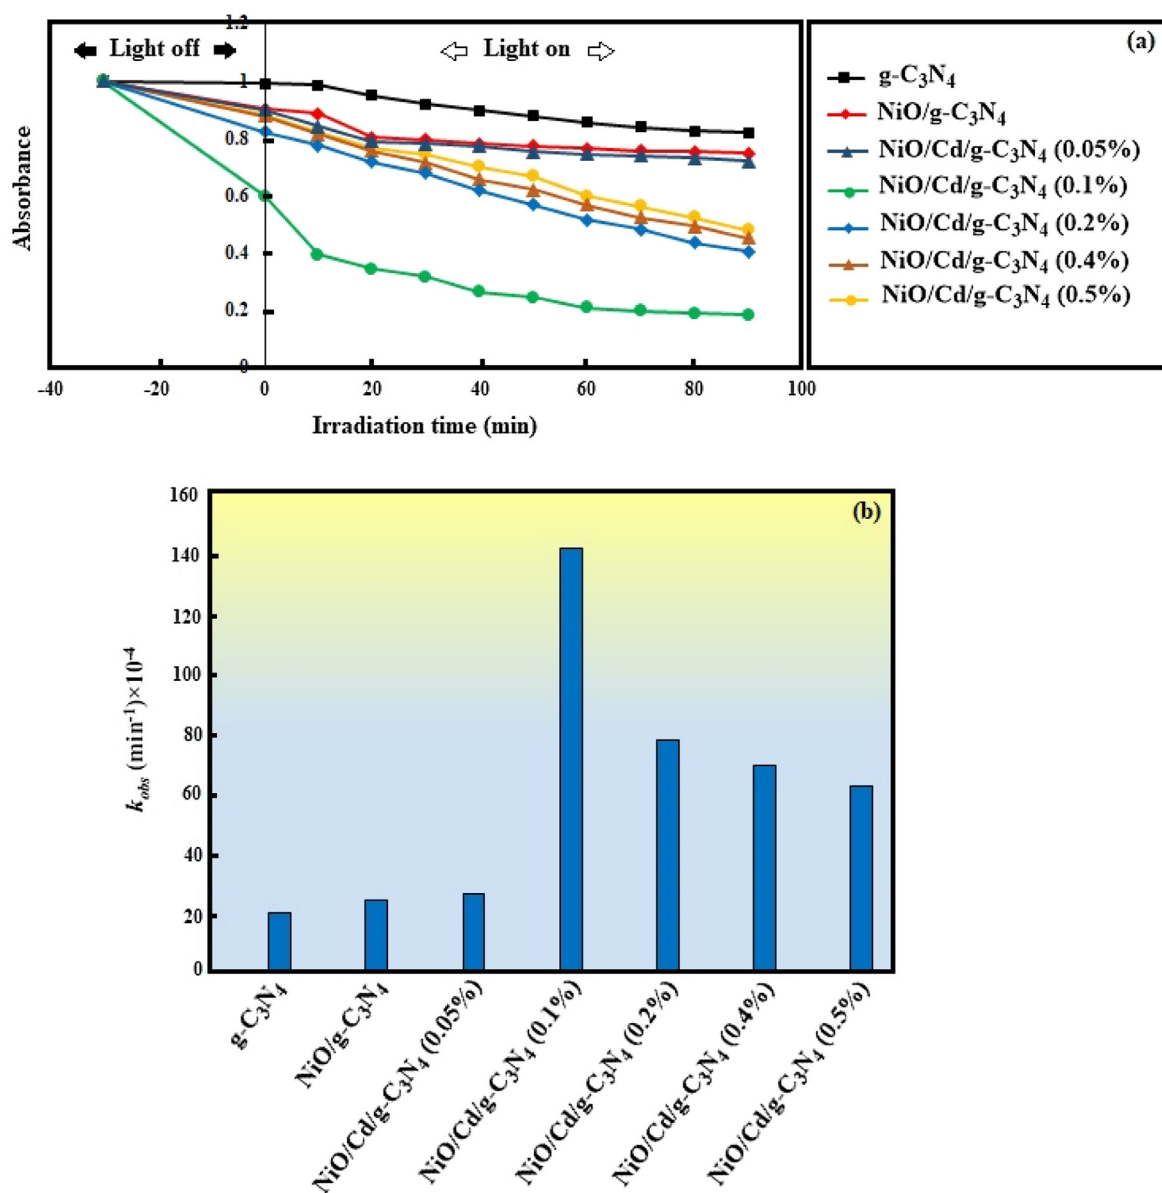 1.2
Light off
Light on
(a)
1
0.8
0.6
0.4
0.2
0
Absorbance
-40 -20 0 20 40 60 80 100
Irradiation time (min)
g-C₃N₄
NiO/g-C₃N₄
NiO/Cd/g-C₃N₄ (0.05%)
NiO/Cd/g-C₃N₄ (0.1%)
NiO/Cd/g-C₃N₄ (0.2%)
NiO/Cd/g-C₃N₄ (0.4%)
NiO/Cd/g-C₃N₄ (0.5%)
(b)
160
140
120
100
80
60
40
20
0
k_obs (min⁻¹)×10⁻⁴
g-C₃N₄
NiO/g-C₃N₄
NiO/Cd/g-C₃N₄ (0.05%)
NiO/Cd/g-C₃N₄ (0.1%)
NiO/Cd/g-C₃N₄ (0.2%)
NiO/Cd/g-C₃N₄ (0.4%)
NiO/Cd/g-C₃N₄ (0.5%)